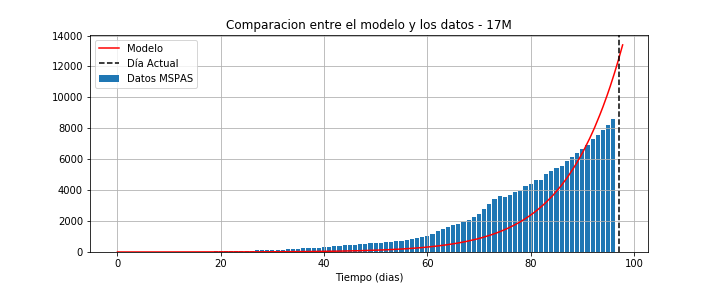 Comparacion entre el modelo y los datos - 17M
14000
12000
10000
8000
6000
4000
2000
0
Modelo
Día Actual
Datos MSPAS
0 20 40 60 80 100
Tiempo (dias)